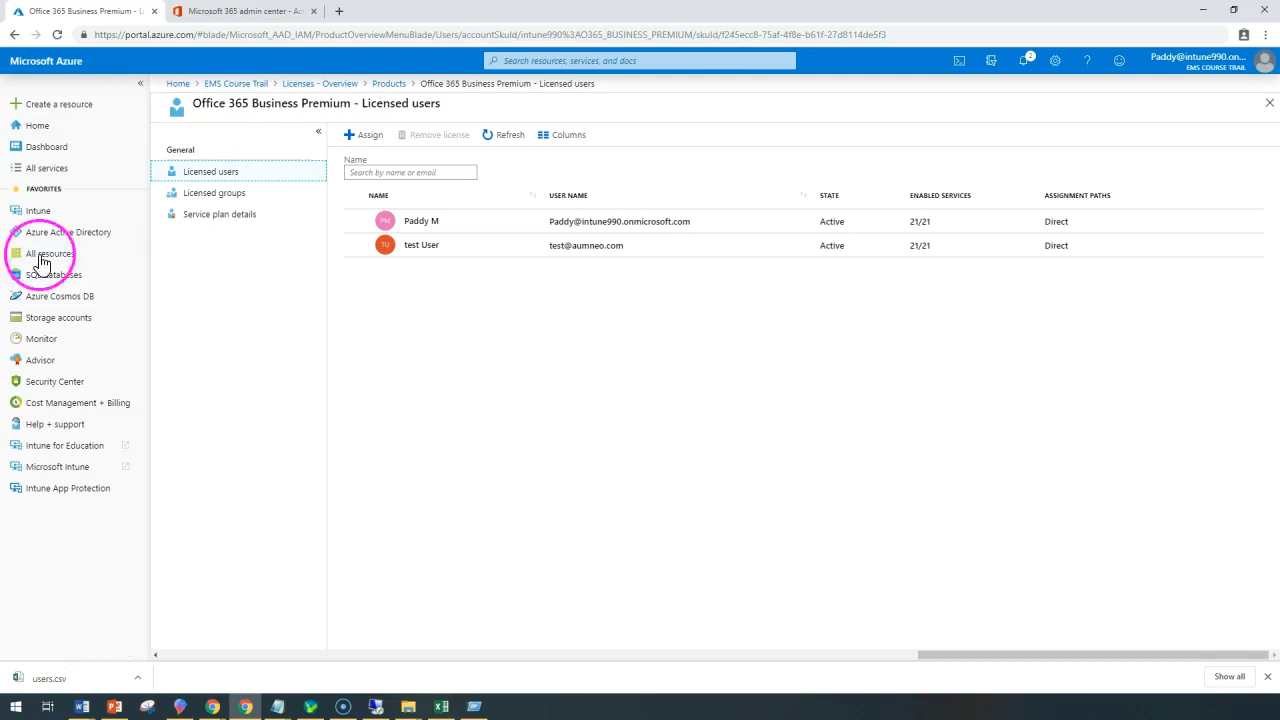 Office 365 Business Premium - Li
Microsoft 365 admin center - Ac
https://portal.azure.com/#blade/Microsoft_AAD_IAM/ProductOverviewMenuBlade/Users/accountSkuId/intune990%3AO365_BUSINESS_PREMIUM/skuId/f245ecc8-75af-4f8e-b61f-27d8114de5f3
Microsoft Azure
Search resources, services, and docs
2
Paddy@intune990.on...
EMS COURSE TRAIL
Home
EMS Course Trail
Licenses - Overview
Products
Office 365 Business Premium - Licensed users
Office 365 Business Premium - Licensed users
Create a resource
Home
Dashboard
All services
FAVORITES
Intune
Azure Active Directory
All resources
SQL databases
Azure Cosmos DB
Storage accounts
Monitor
Advisor
Security Center
Cost Management + Billing
Help + support
Intune for Education
Microsoft Intune
Intune App Protection
General
Licensed users
Licensed groups
Service plan details
Assign
Remove license
Refresh
Columns
Name
Search by name or email
NAME USER NAME STATE ENABLED SERVICES ASSIGNMENT PATHS
PM Paddy M Paddy@intune990.onmicrosoft.com Active 21/21 Direct
TU test User test@aumneo.com Active 21/21 Direct
users.csv
Show all